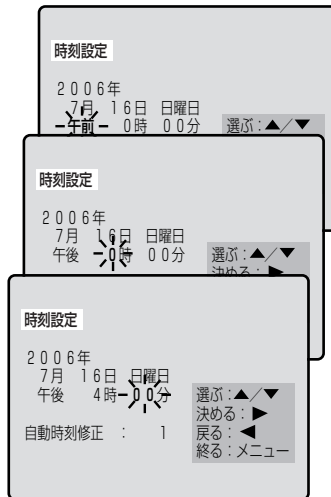 時刻設定
２００６年
７月 １６日 日曜日
午前 ０時 ００分 選ぶ：▲／▼
時刻設定
２００６年
７月 １６日 日曜日
午後 ０時 ００分 選ぶ：▲／▼
決める：▶
時刻設定
２００６年
７月 １６日 日曜日
午後 ４時 ００分 選ぶ：▲／▼
決める：▶
自動時刻修正 ： １ 戻る：◀
終る：メニュー